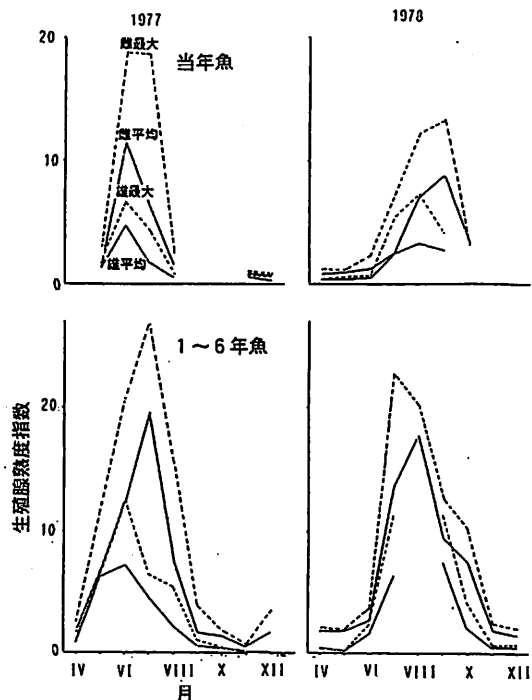 1977
1978
20
雌最大
当年魚
雌平均
10
雄最大
雄平均
0
1～6年魚
20
生殖腺熟度指数
10
0
IV VI VIII X XII
IV VI VIII X XII
月